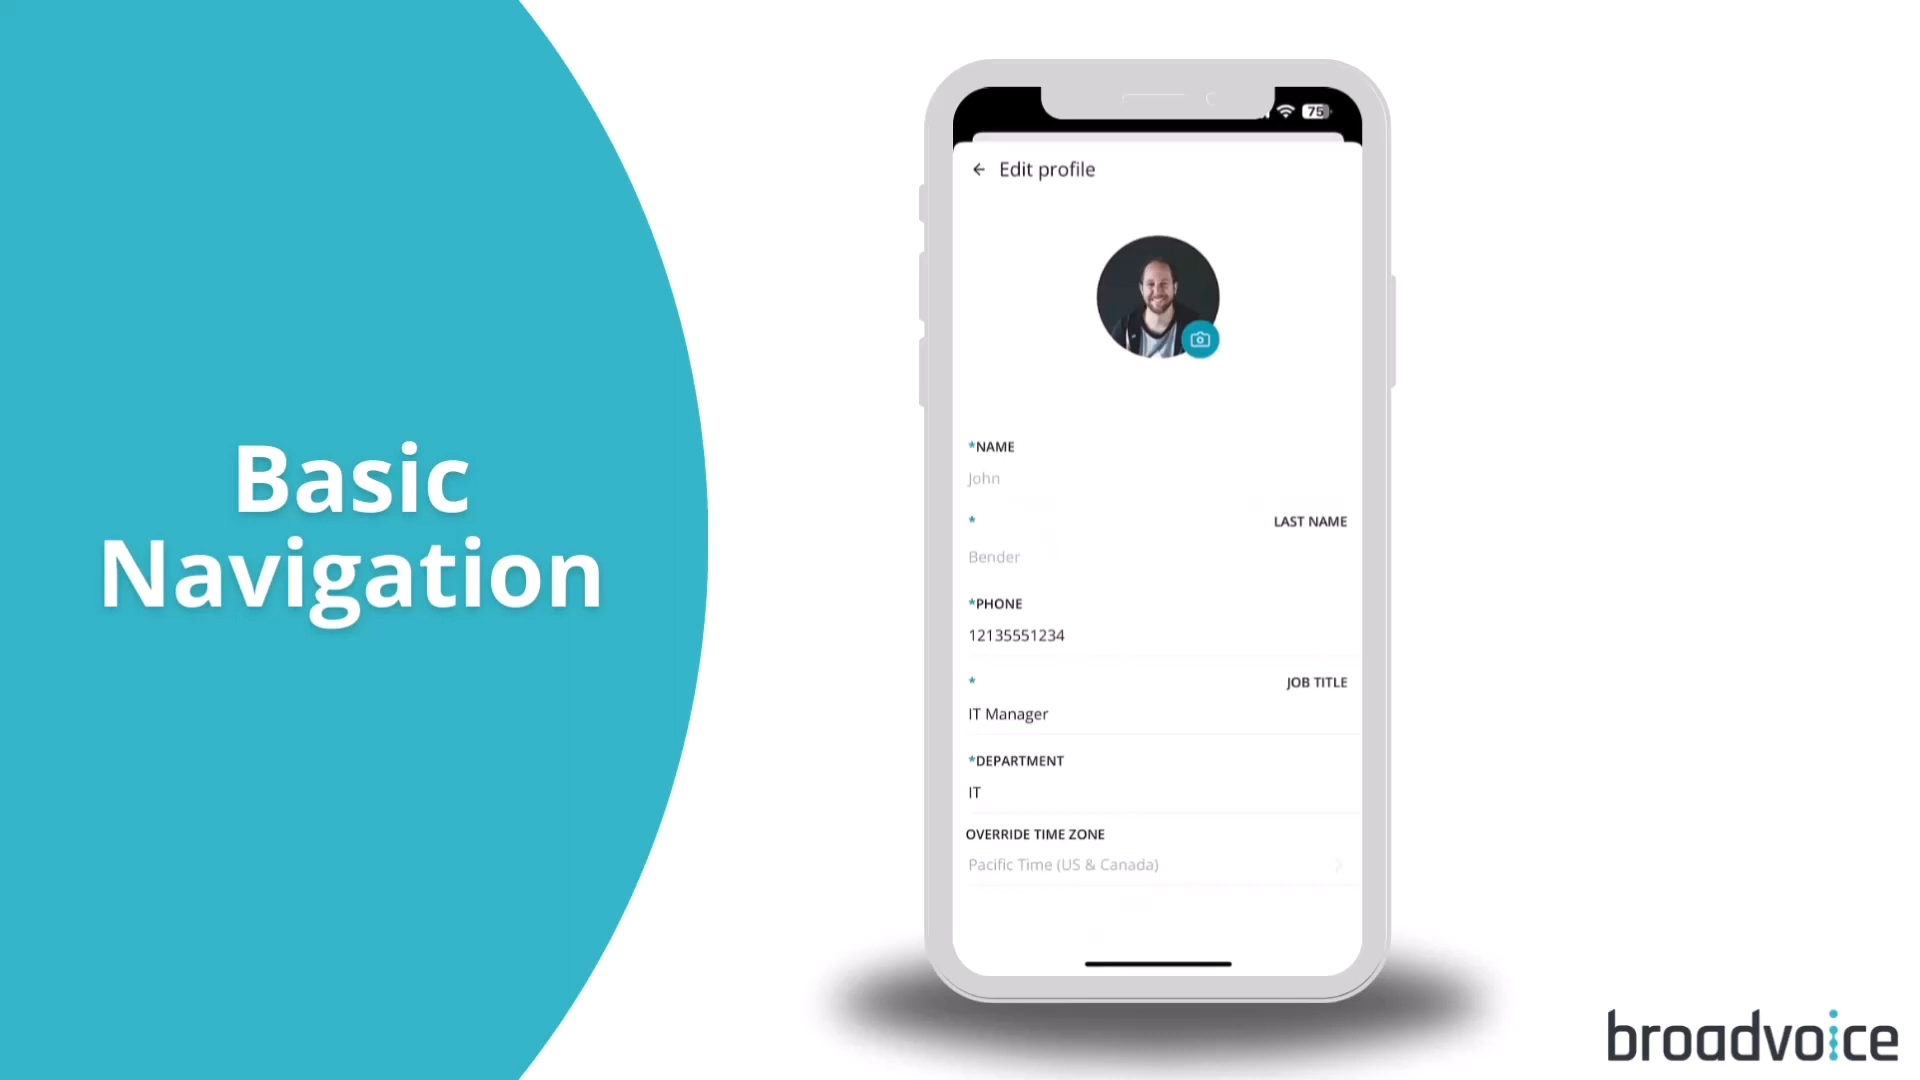 Basic
Navigation
75
Edit profile
*NAME
John
* LAST NAME
Bender
*PHONE
12135551234
* JOB TITLE
IT Manager
*DEPARTMENT
IT
OVERRIDE TIME ZONE
Pacific Time (US & Canada)
broadvoice